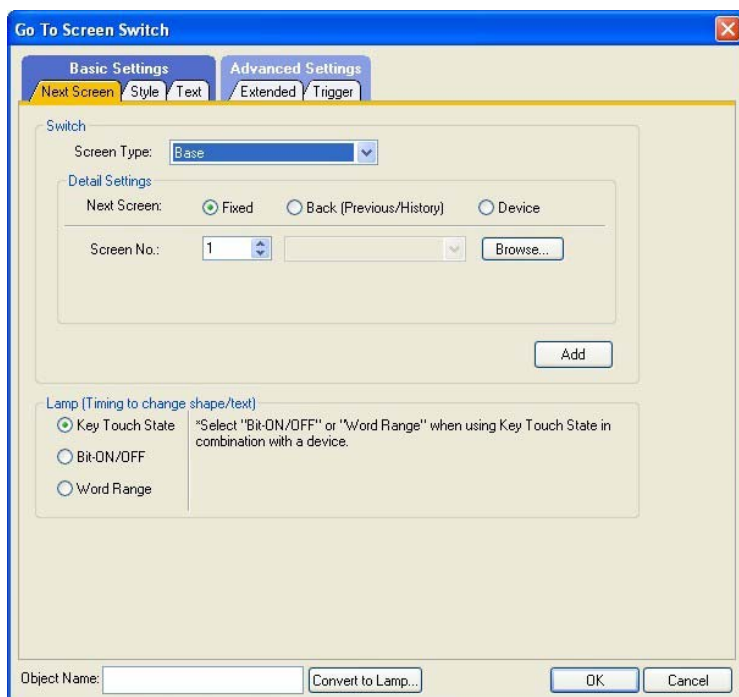 Go To Screen Switch
Basic Settings Advanced Settings
Next Screen Style Text Extended Trigger
Switch
Screen Type: Base
Detail Settings
Next Screen: Fixed Back (Previous/History) Device
Screen No.: 1 Browse...
Add
Lamp (Timing to change shape/text)
Key Touch State *Select "Bit-ON/OFF" or "Word Range" when using Key Touch State in
combination with a device.
Bit-ON/OFF
Word Range
Object Name: Convert to Lamp... OK Cancel